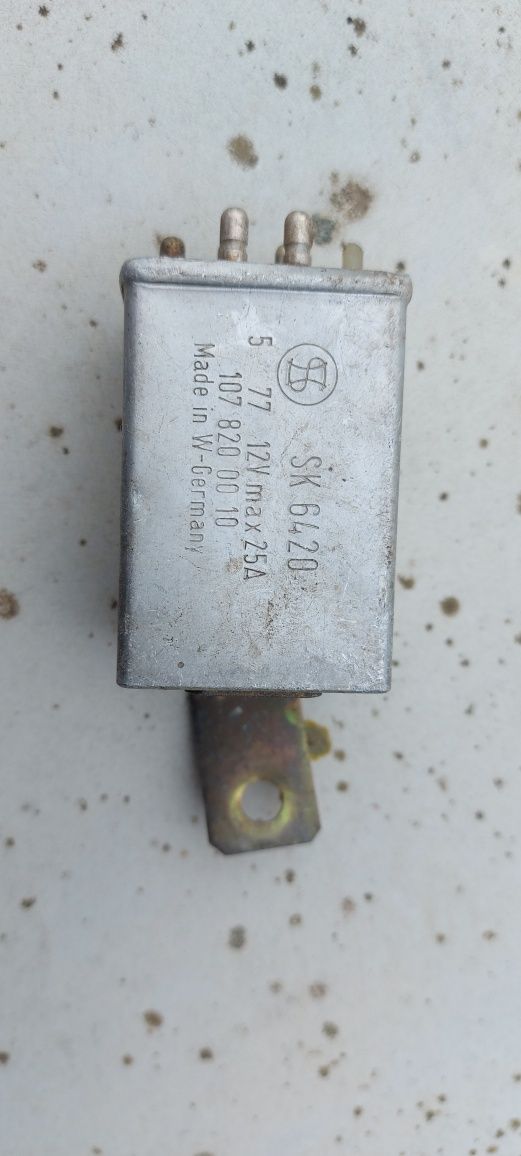 SK 6420
5 77 12V max 25A
107 820 00 10
Made in W-Germany